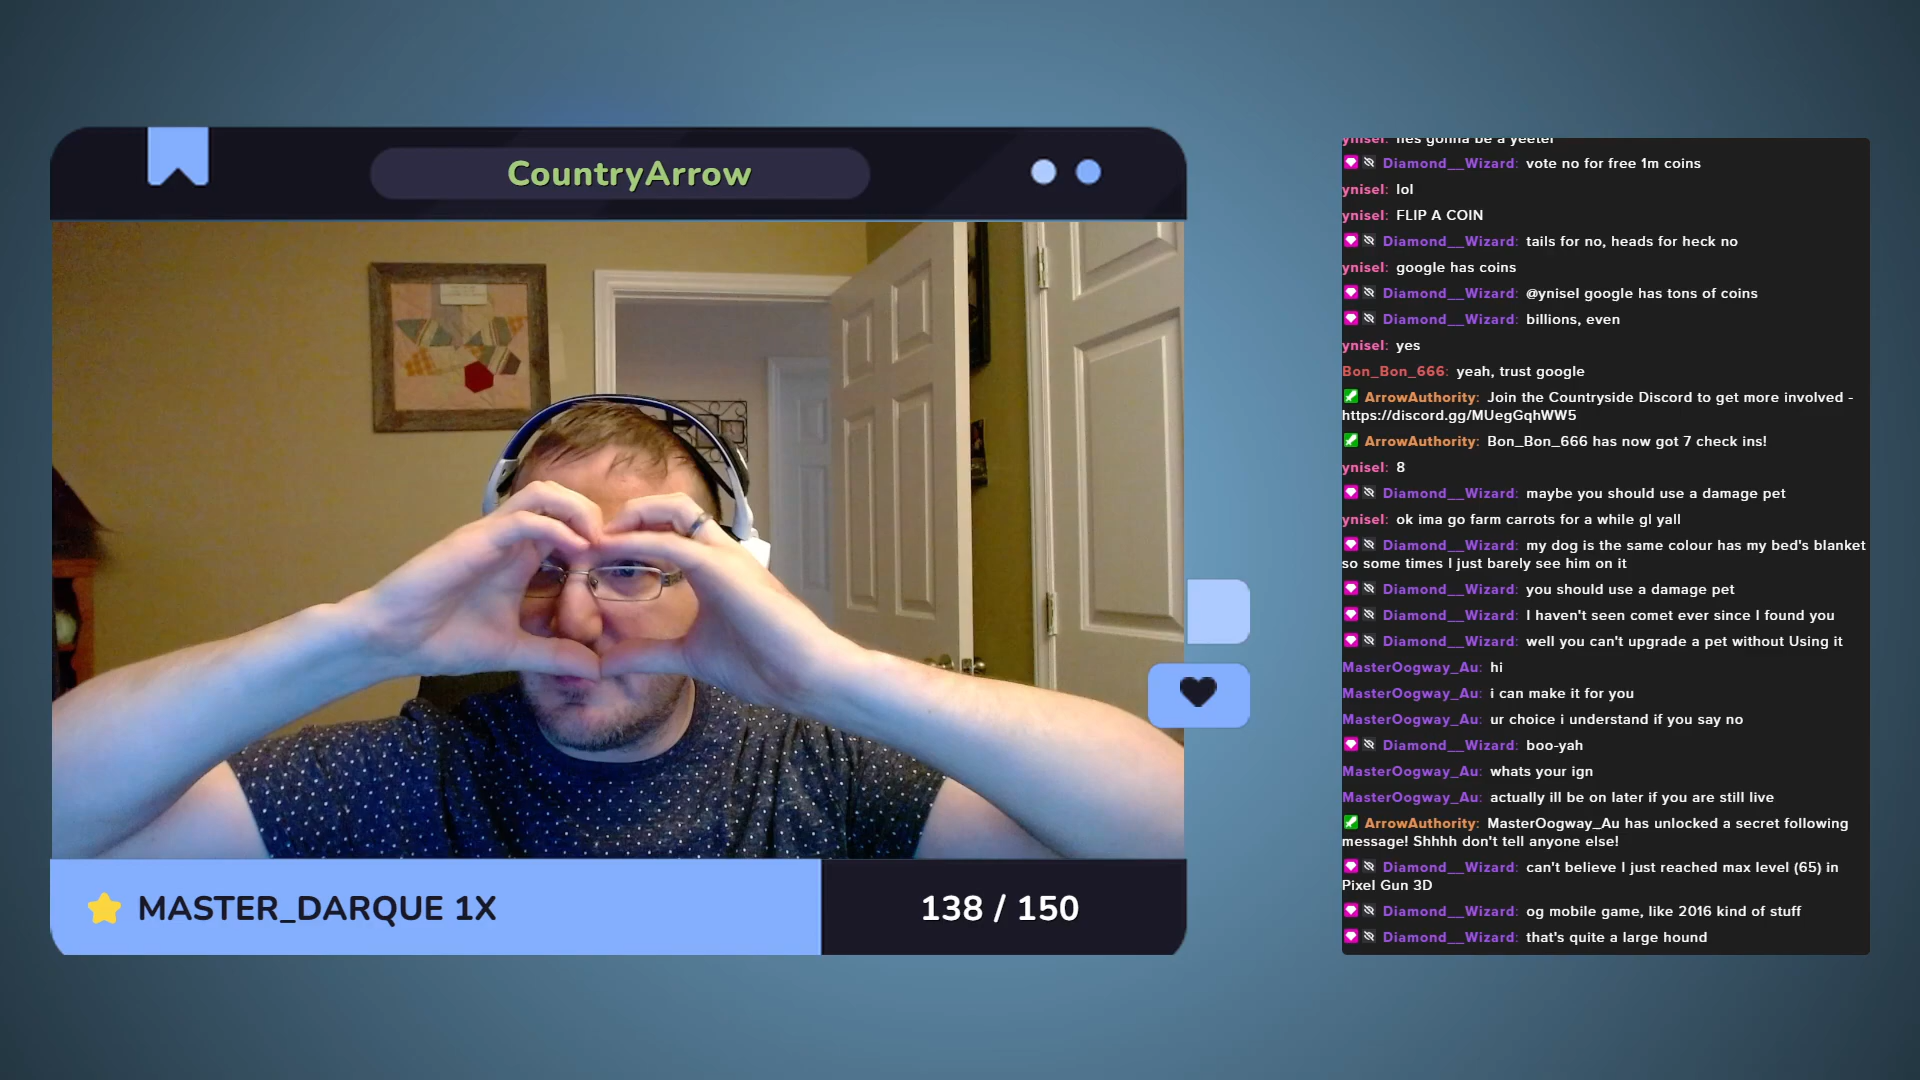 CountryArrow
MASTER_DARQUE 1X
138 / 150
ynisel: hes gonna be a yeeter
Diamond__Wizard: vote no for free 1m coins
ynisel: lol
ynisel: FLIP A COIN
Diamond__Wizard: tails for no, heads for heck no
ynisel: google has coins
Diamond__Wizard: @ynisel google has tons of coins
Diamond__Wizard: billions, even
ynisel: yes
Bon_Bon_666: yeah, trust google
ArrowAuthority: Join the Countryside Discord to get more involved -
https://discord.gg/MUegGqhWW5
ArrowAuthority: Bon_Bon_666 has now got 7 check ins!
ynisel: 8
Diamond__Wizard: maybe you should use a damage pet
ynisel: ok ima go farm carrots for a while gl yall
Diamond__Wizard: my dog is the same colour has my bed's blanket
so some times I just barely see him on it
Diamond__Wizard: you should use a damage pet
Diamond__Wizard: I haven't seen comet ever since I found you
Diamond__Wizard: well you can't upgrade a pet without Using it
MasterOogway_Au: hi
MasterOogway_Au: i can make it for you
MasterOogway_Au: ur choice i understand if you say no
Diamond__Wizard: boo-yah
MasterOogway_Au: whats your ign
MasterOogway_Au: actually ill be on later if you are still live
ArrowAuthority: MasterOogway_Au has unlocked a secret following
message! Shhhh don't tell anyone else!
Diamond__Wizard: can't believe I just reached max level (65) in
Pixel Gun 3D
Diamond__Wizard: og mobile game, like 2016 kind of stuff
Diamond__Wizard: that's quite a large hound